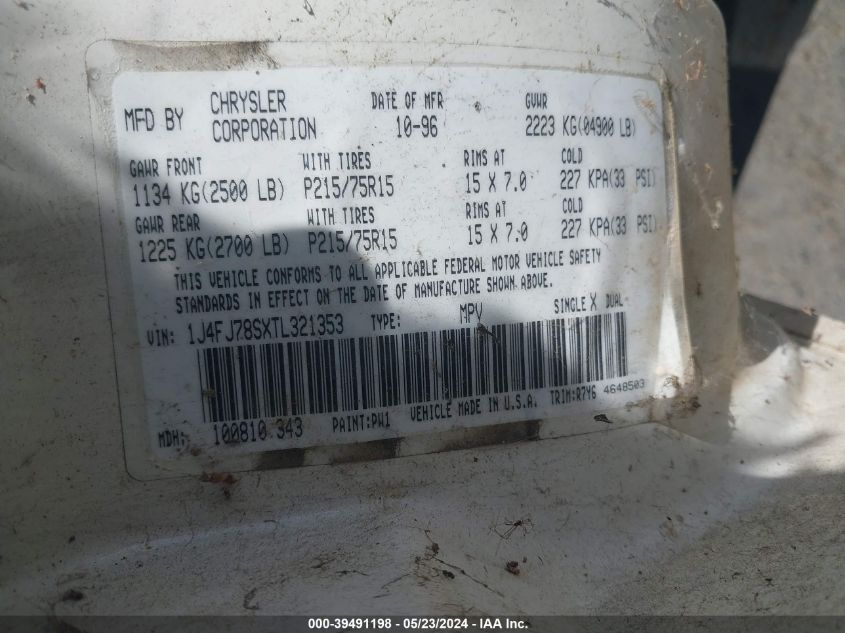 MFD BY CHRYSLER CORPORATION DATE OF MFR 10-96 GVWR 2223 KG(04900 LB)
GAWR FRONT WITH TIRES RIMS AT COLD
1134 KG(2500 LB) P215/75R15 15 X 7.0 227 KPA(33 PSI)
GAWR REAR WITH TIRES RIMS AT COLD
1225 KG(2700 LB) P215/75R15 15 X 7.0 227 KPA(33 PSI)
THIS VEHICLE CONFORMS TO ALL APPLICABLE FEDERAL MOTOR VEHICLE SAFETY
STANDARDS IN EFFECT ON THE DATE OF MANUFACTURE SHOWN ABOVE.
VIN: 1J4FJ78SXTL321353 TYPE: MPV SINGLE X DUAL
MDH: 100810 343 PAINT:PW1 VEHICLE MADE IN U.S.A. TRIM:R7Y6 4648503
000-39491198 - 05/23/2024 - IAA Inc.